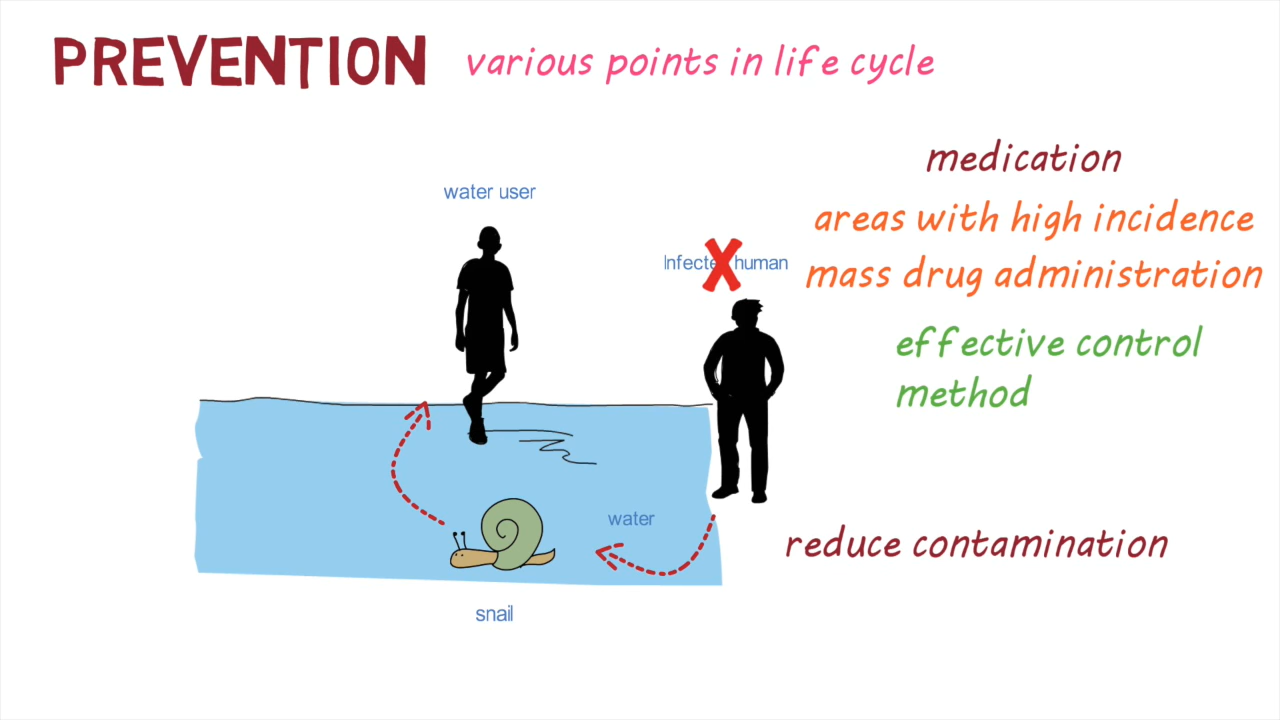 PREVENTION various points in life cycle
medication
water user
areas with high incidence
Infected human
mass drug administration
effective control
method
water
reduce contamination
snail